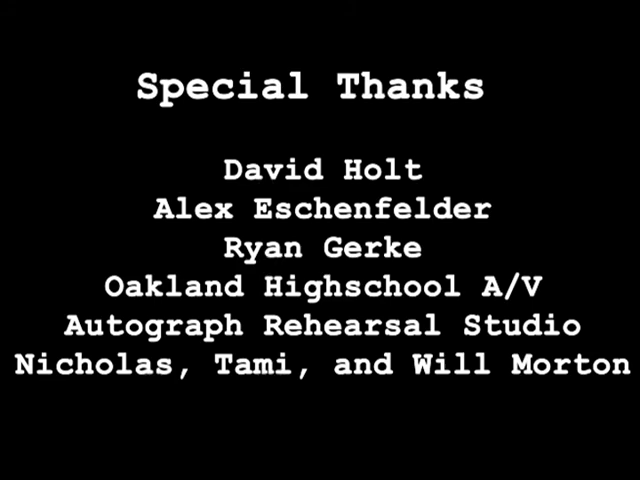 Special Thanks
David Holt
Alex Eschenfelder
Ryan Gerke
Oakland Highschool A/V
Autograph Rehearsal Studio
Nicholas, Tami, and Will Morton